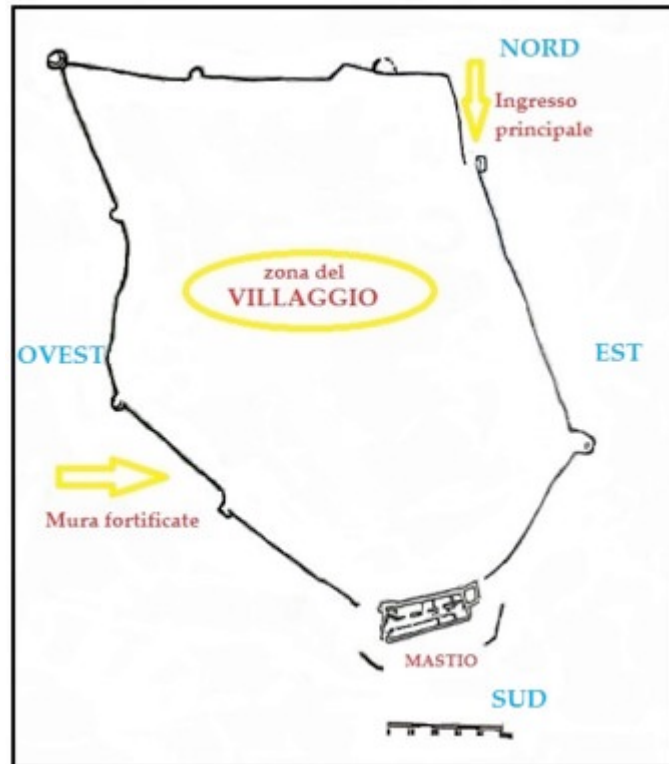 NORD
Ingresso
principale
zona del
VILLAGGIO
OVEST
EST
Mura fortificate
MASTIO
SUD